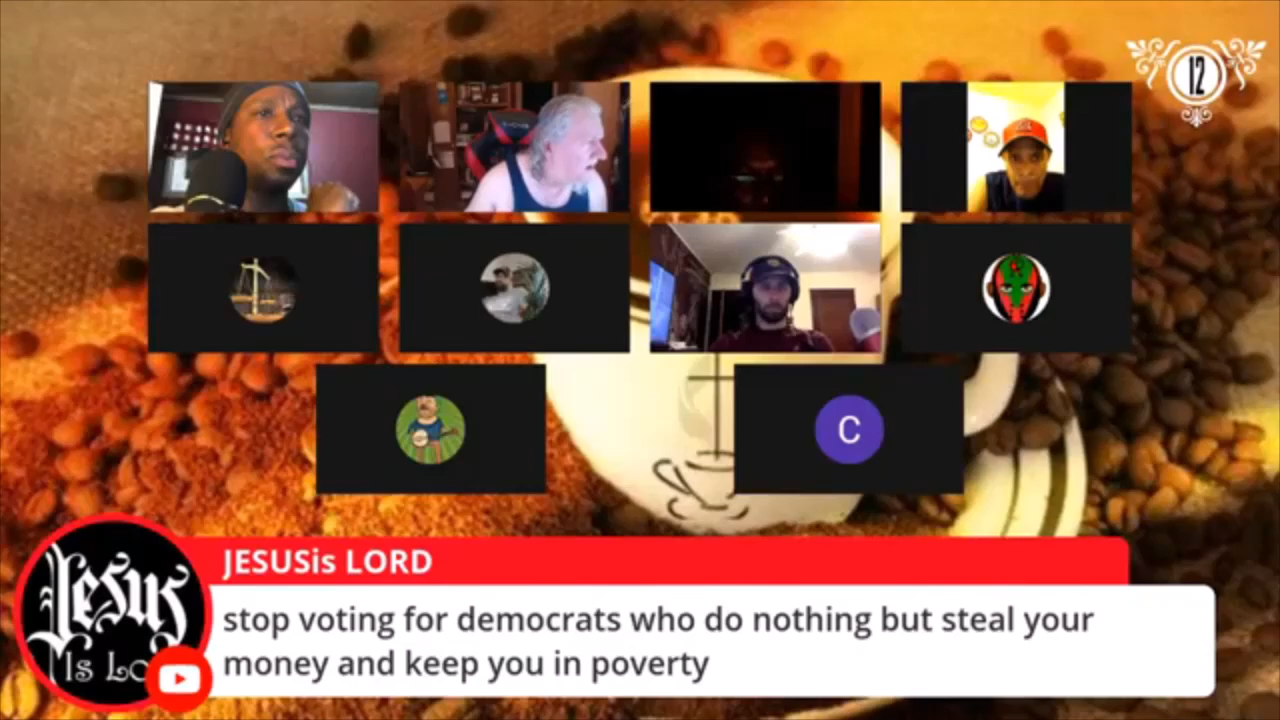 12
C
JESUSis LORD
stop voting for democrats who do nothing but steal your
money and keep you in poverty
Jesus
Is Lo